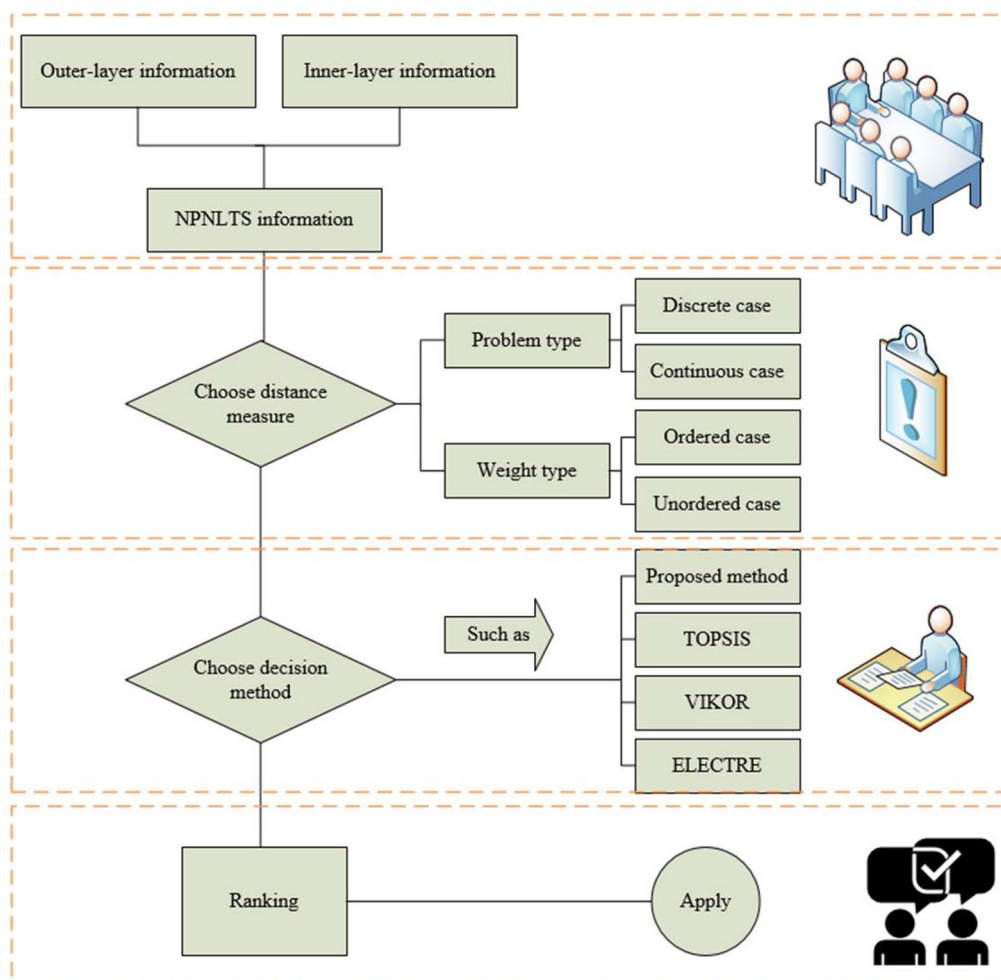 Outer-layer information
Inner-layer information
NPNLTS information
Choose distance
measure
Problem type
Discrete case
Continuous case
Weight type
Ordered case
Unordered case
Choose decision
method
Such as
Proposed method
TOPSIS
VIKOR
ELECTRE
Ranking
Apply